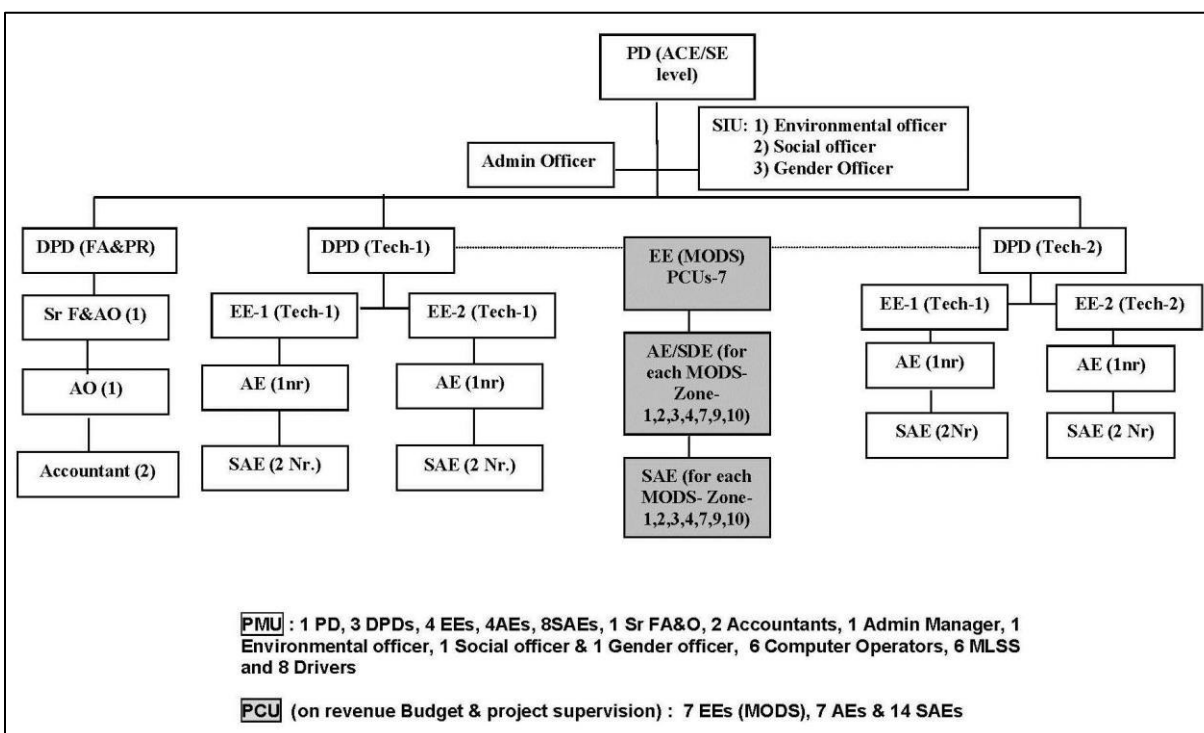 PD (ACE/SE
level)
SIU: 1) Environmental officer
2) Social officer
3) Gender Officer
Admin Officer
DPD (FA&PR)
DPD (Tech-1)
DPD (Tech-2)
EE (MODS)
PCUs-7
Sr F&AO (1)
EE-1 (Tech-1)
EE-2 (Tech-1)
EE-1 (Tech-1)
EE-2 (Tech-2)
AO (1)
AE (1nr)
AE (1nr)
AE/SDE (for
each MODS-
Zone-
1,2,3,4,7,9,10)
AE (1nr)
AE (1nr)
Accountant (2)
SAE (2 Nr.)
SAE (2 Nr.)
SAE (for each
MODS- Zone-
1,2,3,4,7,9,10)
SAE (2Nr)
SAE (2 Nr)
PMU : 1 PD, 3 DPDs, 4 EEs, 4AEs, 8SAEs, 1 Sr FA&O, 2 Accountants, 1 Admin Manager, 1
Environmental officer, 1 Social officer & 1 Gender officer, 6 Computer Operators, 6 MLSS
and 8 Drivers
PCU (on revenue Budget & project supervision) : 7 EEs (MODS), 7 AEs & 14 SAEs